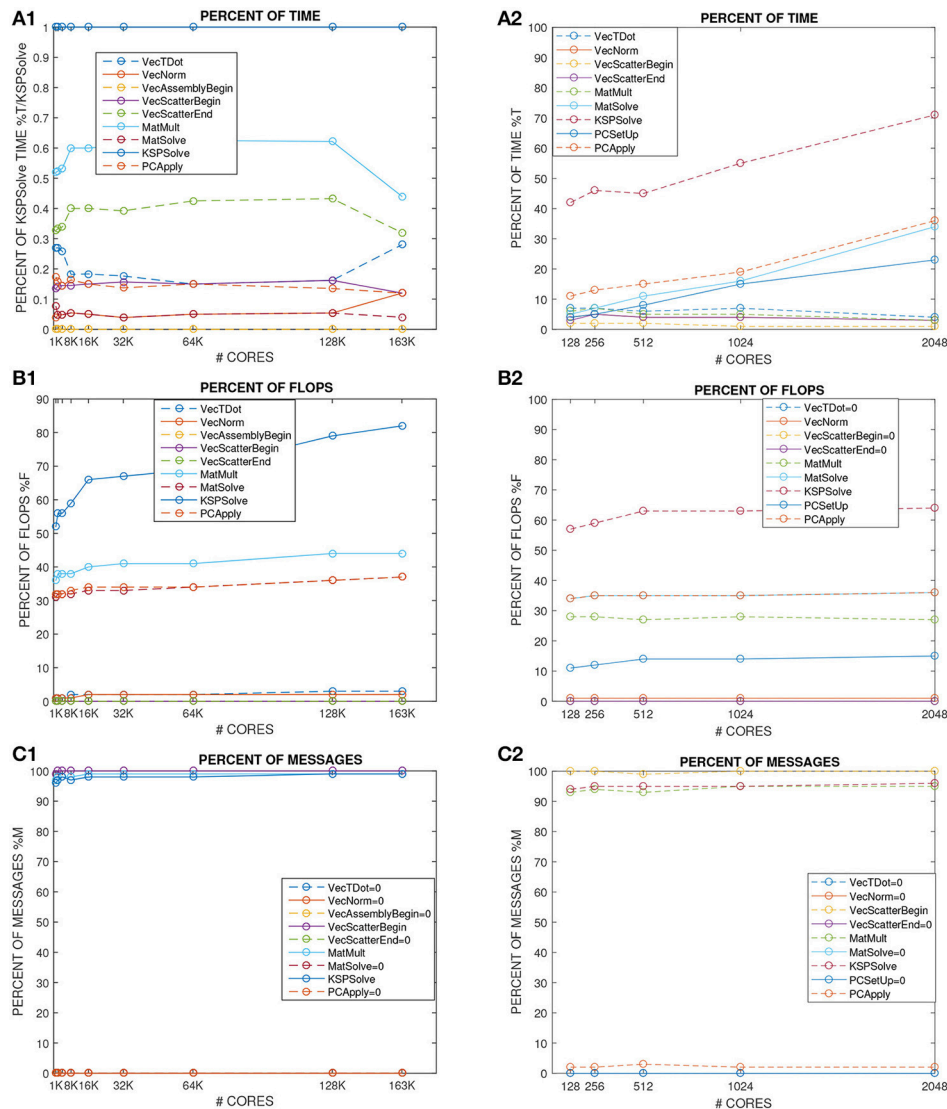 A1
PERCENT OF TIME
PERCENT OF KSPSolve TIME %T/KSPSolve
1
0.9
0.8
0.7
0.6
0.5
0.4
0.3
0.2
0.1
0
VecTDot
VecNorm
VecAssemblyBegin
VecScatterBegin
VecScatterEnd
MatMult
MatSolve
KSPSolve
PCApply
1K 8K 16K 32K 64K 128K 163K
# CORES
A2
PERCENT OF TIME
PERCENT OF TIME %T
100
90
80
70
60
50
40
30
20
10
0
VecTDot
VecNorm
VecScatterBegin
VecScatterEnd
MatMult
MatSolve
KSPSolve
PCSetUp
PCApply
128 256 512 1024 2048
# CORES
B1
PERCENT OF FLOPS
PERCENT OF FLOPS %F
90
80
70
60
50
40
30
20
10
0
VecTDot
VecNorm
VecAssemblyBegin
VecScatterBegin
VecScatterEnd
MatMult
MatSolve
KSPSolve
PCApply
1K 8K 16K 32K 64K 128K 163K
# CORES
B2
PERCENT OF FLOPS
PERCENT OF FLOPS %F
100
90
80
70
60
50
40
30
20
10
0
VecTDot=0
VecNorm
VecScatterBegin=0
VecScatterEnd=0
MatMult
MatSolve
KSPSolve
PCSetUp
PCApply
128 256 512 1024 2048
# CORES
C1
PERCENT OF MESSAGES
PERCENT OF MESSAGES %M
100
90
80
70
60
50
40
30
20
10
0
VecTDot=0
VecNorm=0
VecAssemblyBegin=0
VecScatterBegin
VecScatterEnd=0
MatMult
MatSolve=0
KSPSolve
PCApply=0
1K 8K 16K 32K 64K 128K 163K
# CORES
C2
PERCENT OF MESSAGES
PERCENT OF MESSAGES %M
100
90
80
70
60
50
40
30
20
10
0
VecTDot=0
VecNorm=0
VecScatterBegin
VecScatterEnd=0
MatMult
MatSolve=0
KSPSolve
PCSetUp=0
PCApply
128 256 512 1024 2048
# CORES